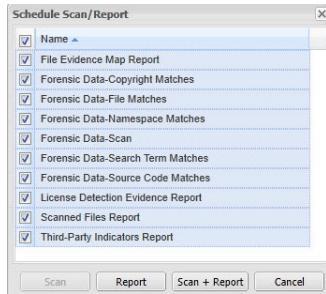 Schedule Scan/Report
Name
File Evidence Map Report
Forensic Data-Copyright Matches
Forensic Data-File Matches
Forensic Data-Namespace Matches
Forensic Data-Scan
Forensic Data-Search Term Matches
Forensic Data-Source Code Matches
License Detection Evidence Report
Scanned Files Report
Third-Party Indicators Report
Scan Report Scan + Report Cancel